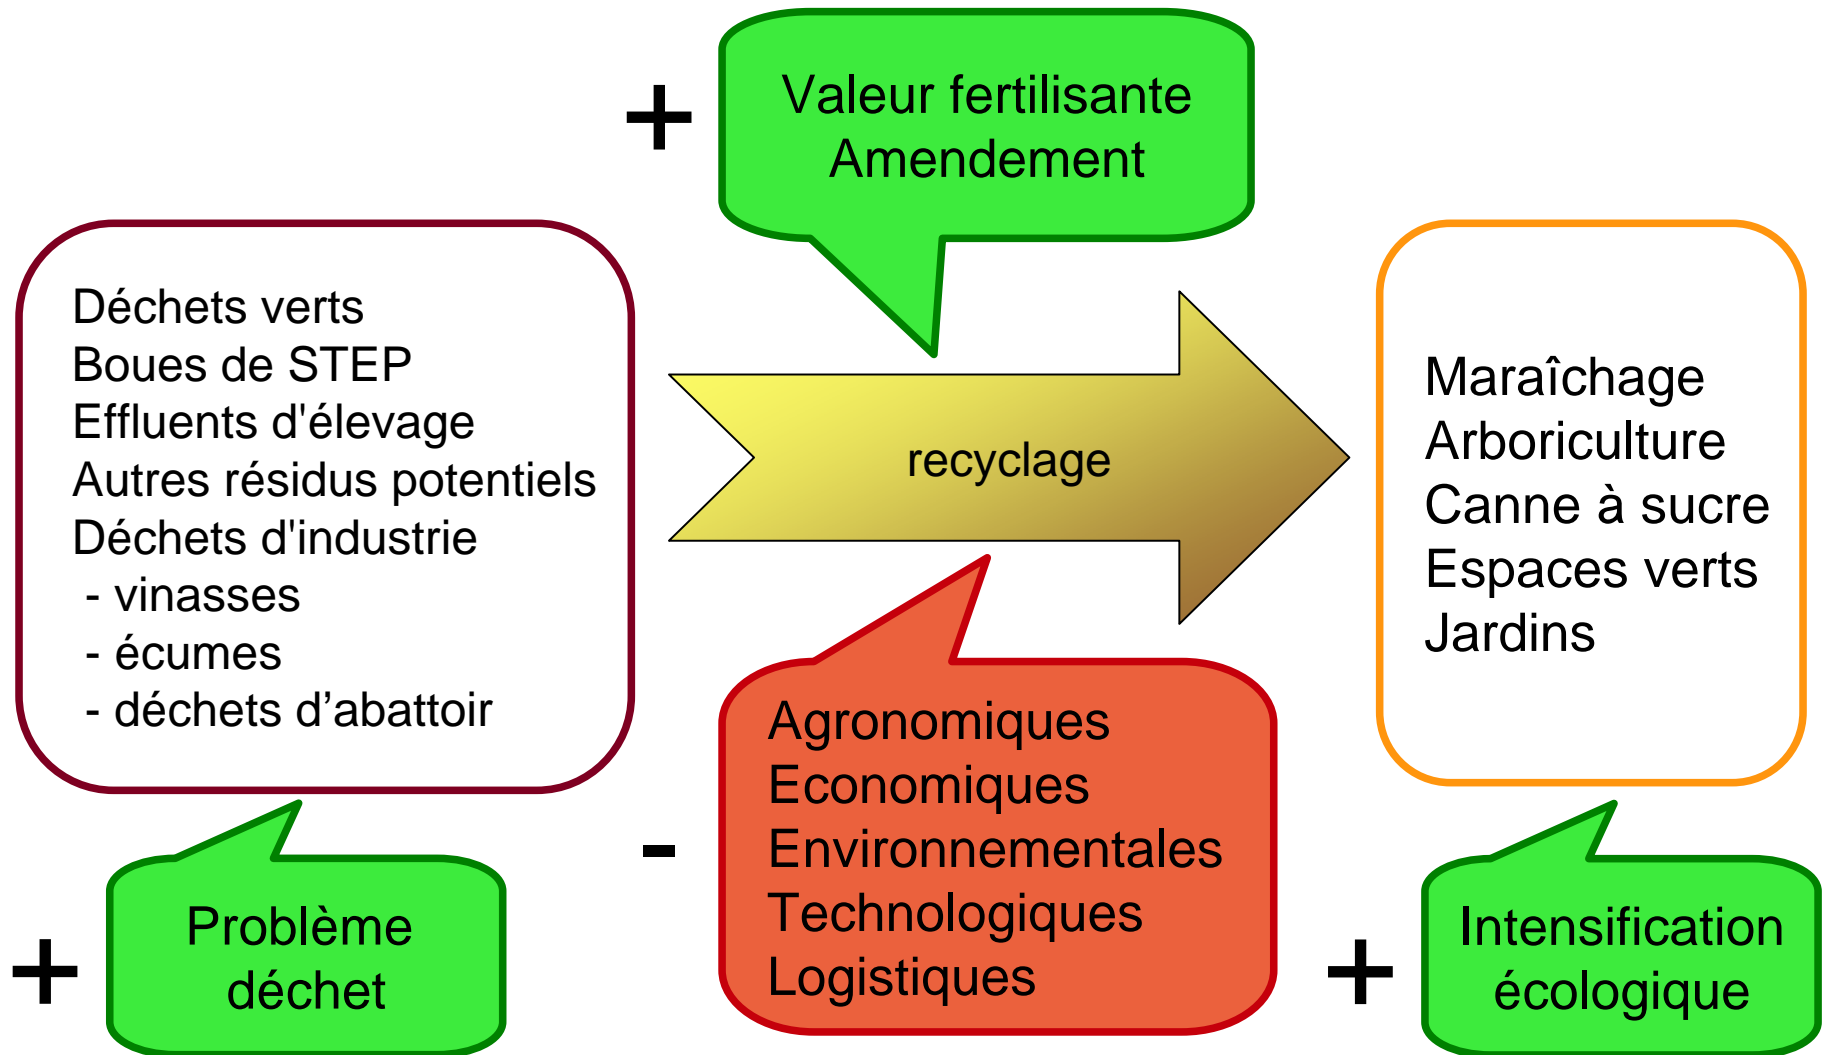 +
Valeur fertilisante
Amendement
Déchets verts
Boues de STEP
Effluents d'élevage
Autres résidus potentiels
Déchets d'industrie
- vinasses
- écumes
- déchets d’abattoir
recyclage
Maraîchage
Arboriculture
Canne à sucre
Espaces verts
Jardins
+
Problème
déchet
-
Agronomiques
Economiques
Environnementales
Technologiques
Logistiques
+
Intensification
écologique